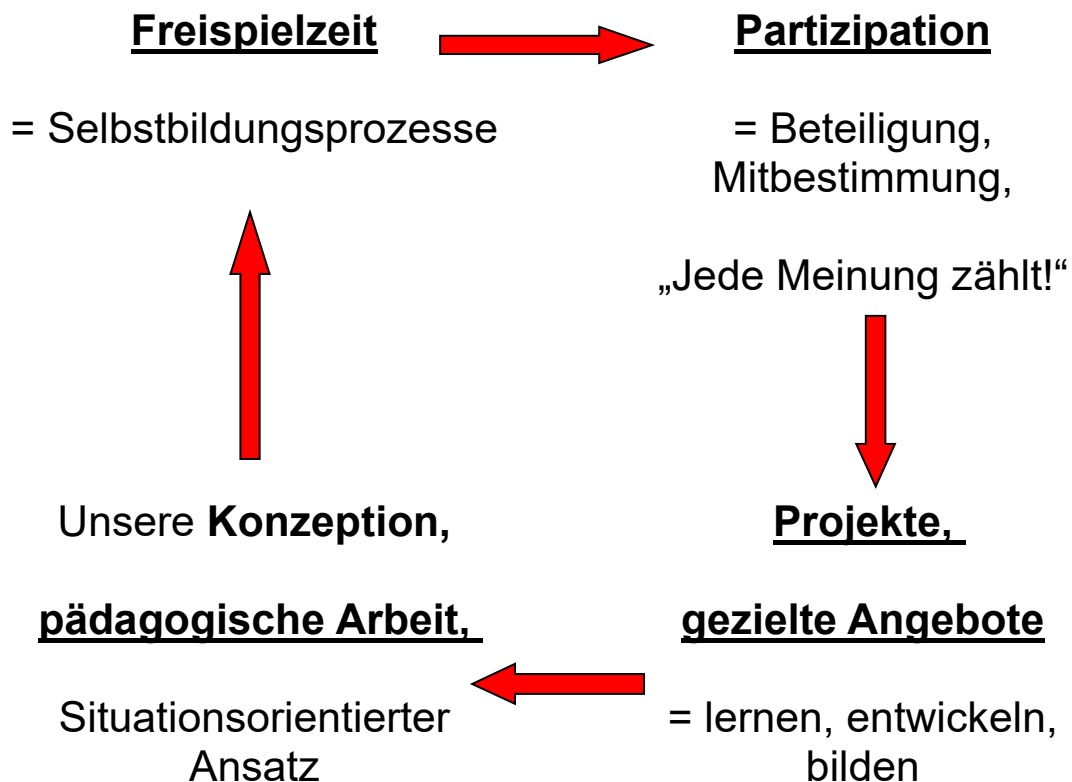 Freispielzeit
= Selbstbildungsprozesse
Partizipation
= Beteiligung,
Mitbestimmung,
„Jede Meinung zählt!“
Projekte,
gezielte Angebote
= lernen, entwickeln,
bilden
Unsere Konzeption,
pädagogische Arbeit,
Situationsorientierter
Ansatz